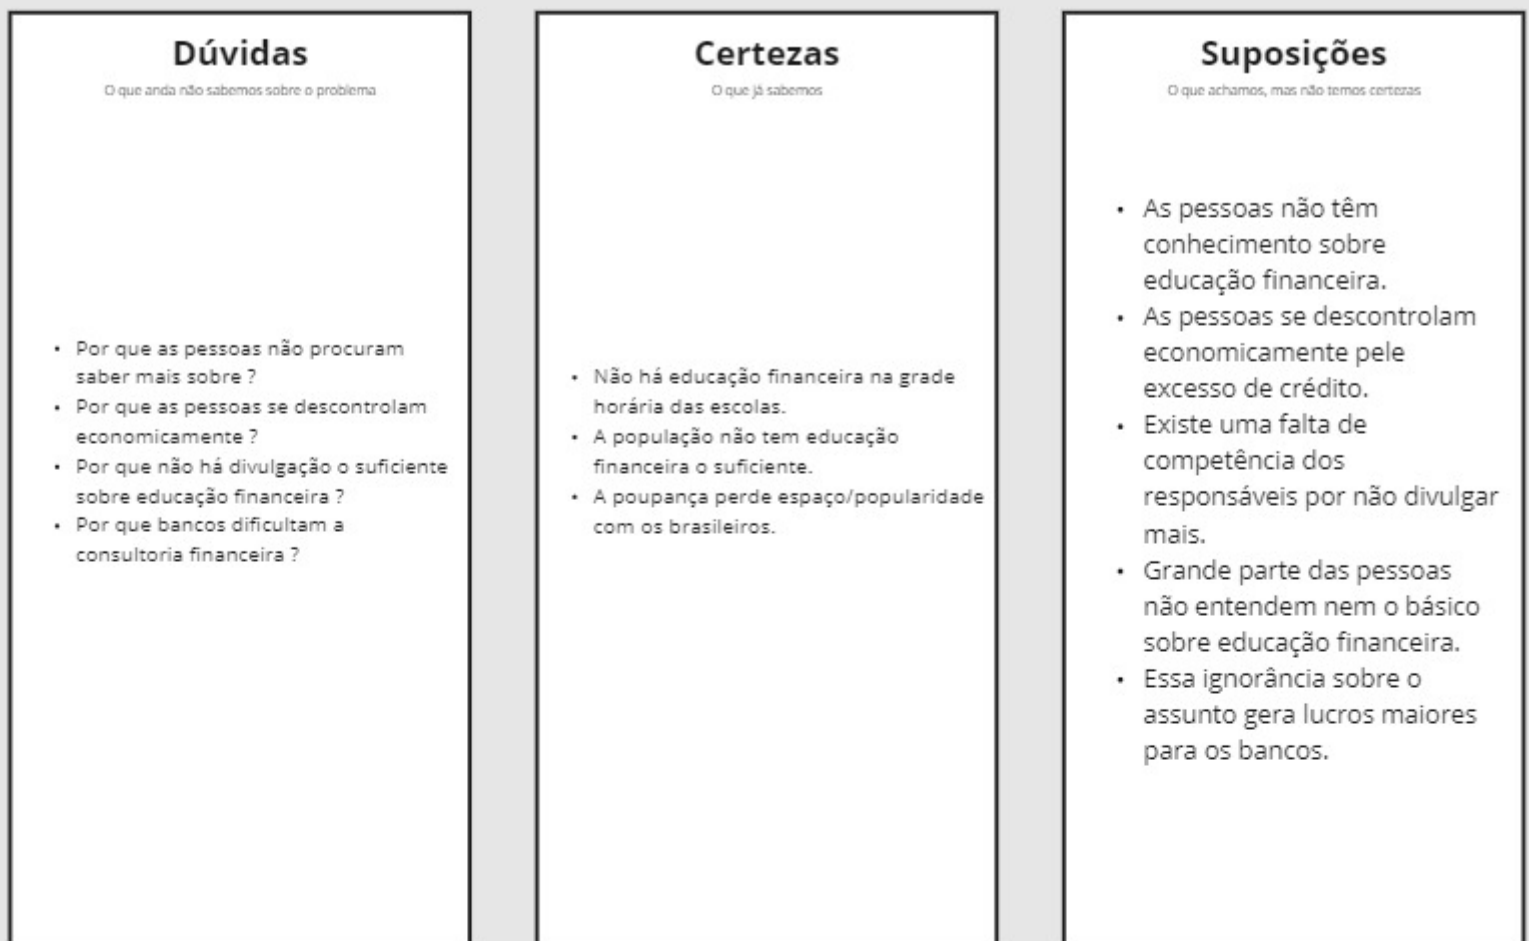 Dúvidas
O que anda não sabemos sobre o problema
• Por que as pessoas não procuram
saber mais sobre ?
• Por que as pessoas se descontrolam
economicamente ?
• Por que não há divulgação o suficiente
sobre educação financeira ?
• Por que bancos dificultam a
consultoria financeira ?
Certezas
O que já sabemos
• Não há educação financeira na grade
horária das escolas.
• A população não tem educação
financeira o suficiente.
• A poupança perde espaço/popularidade
com os brasileiros.
Suposições
O que achamos, mas não temos certezas
• As pessoas não têm
conhecimento sobre
educação financeira.
• As pessoas se descontrolam
economicamente pele
excesso de crédito.
• Existe uma falta de
competência dos
responsáveis por não divulgar
mais.
• Grande parte das pessoas
não entendem nem o básico
sobre educação financeira.
• Essa ignorância sobre o
assunto gera lucros maiores
para os bancos.